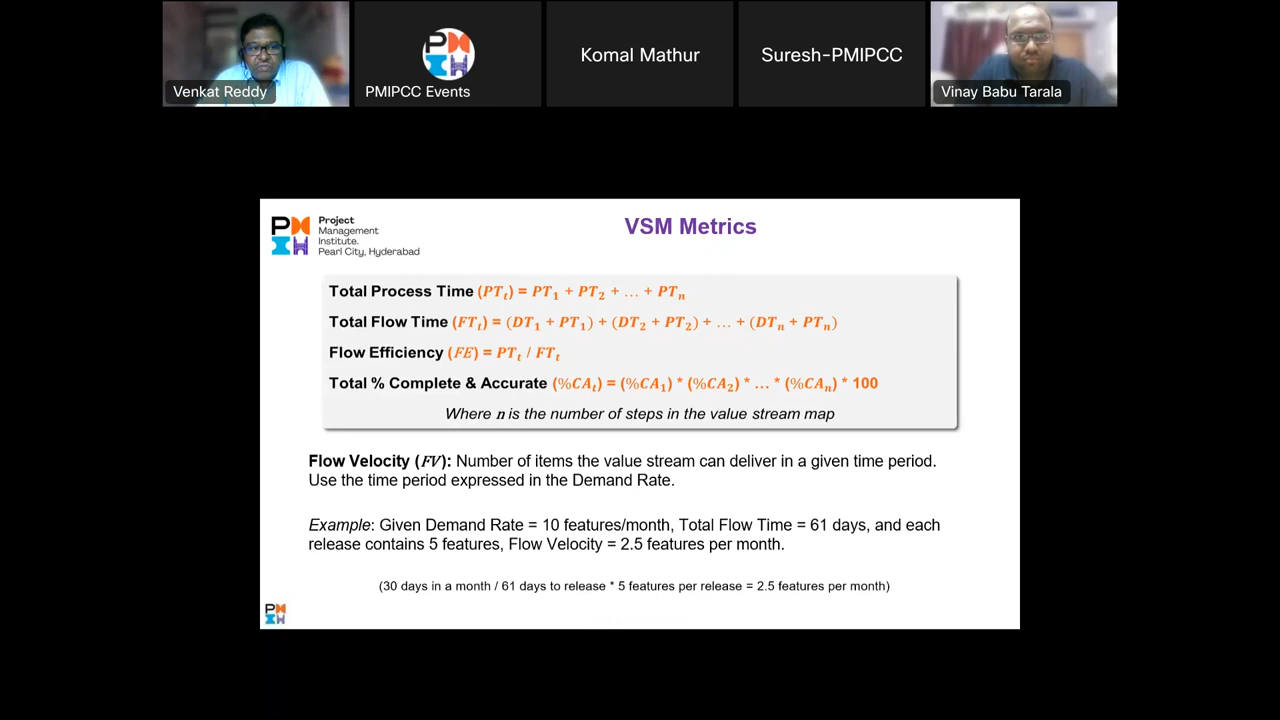 Venkat Reddy
PMIPCC Events
Komal Mathur
Suresh-PMIPCC
Vinay Babu Tarala
Project
Management
Institute.
Pearl City, Hyderabad
VSM Metrics
Total Process Time (PTₜ) = PT₁ + PT₂ + … + PTₙ
Total Flow Time (FTₜ) = (DT₁ + PT₁) + (DT₂ + PT₂) + … + (DTₙ + PTₙ)
Flow Efficiency (FE) = PTₜ / FTₜ
Total % Complete & Accurate (%CAₜ) = (%CA₁) * (%CA₂) * … * (%CAₙ) * 100
Where n is the number of steps in the value stream map
Flow Velocity (FV): Number of items the value stream can deliver in a given time period.
Use the time period expressed in the Demand Rate.
Example: Given Demand Rate = 10 features/month, Total Flow Time = 61 days, and each
release contains 5 features, Flow Velocity = 2.5 features per month.
(30 days in a month / 61 days to release * 5 features per release = 2.5 features per month)